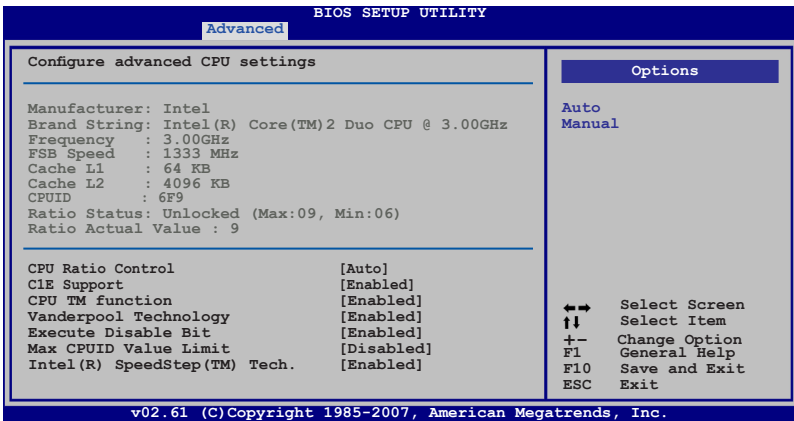 BIOS SETUP UTILITY
Advanced
Configure advanced CPU settings
Manufacturer: Intel
Brand String: Intel(R) Core(TM)2 Duo CPU @ 3.00GHz
Frequency : 3.00GHz
FSB Speed : 1333 MHz
Cache L1 : 64 KB
Cache L2 : 4096 KB
CPUID : 6F9
Ratio Status: Unlocked (Max:09, Min:06)
Ratio Actual Value : 9
CPU Ratio Control [Auto]
C1E Support [Enabled]
CPU TM function [Enabled]
Vanderpool Technology [Enabled]
Execute Disable Bit [Enabled]
Max CPUID Value Limit [Disabled]
Intel(R) SpeedStep(TM) Tech. [Enabled]
Options
Auto
Manual
←→ Select Screen
↑↓ Select Item
+- Change Option
F1 General Help
F10 Save and Exit
ESC Exit
v02.61 (C)Copyright 1985-2007, American Megatrends, Inc.